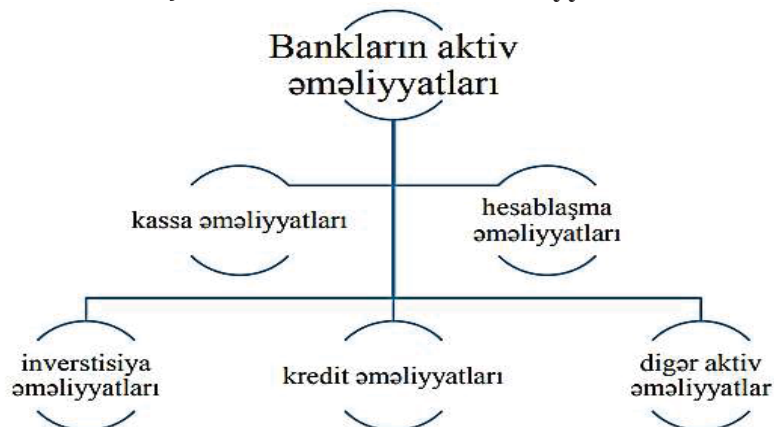 Bankların aktiv
əməliyyatları
kassa əməliyyatları
hesablaşma
əməliyyatları
inverstisiya
əməliyyatları
kredit əməliyyatları
digər aktiv
əməliyyatlar